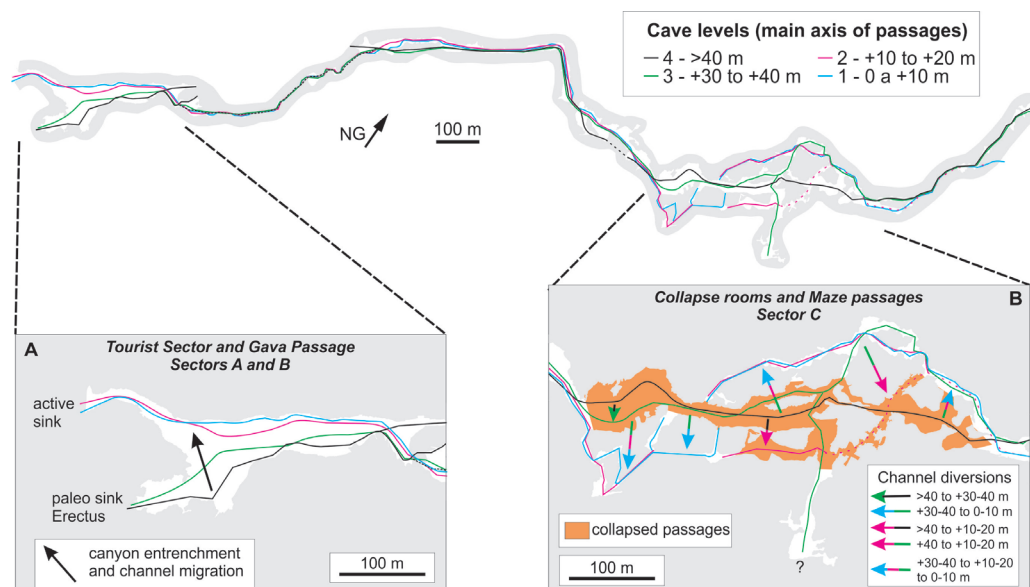 Cave levels (main axis of passages)
4 - >40 m
2 - +10 to +20 m
3 - +30 to +40 m
1 - 0 a +10 m
NG
100 m
A
Tourist Sector and Gava Passage
Sectors A and B
active
sink
paleo sink
Erectus
canyon entrenchment
and channel migration
100 m
Collapse rooms and Maze passages
B
Sector C
collapsed passages
100 m
?
Channel diversions
>40 to +30-40 m
+30-40 to 0-10 m
>40 to +10-20 m
+40 to +10-20 m
+30-40 to +10-20
to 0-10 m